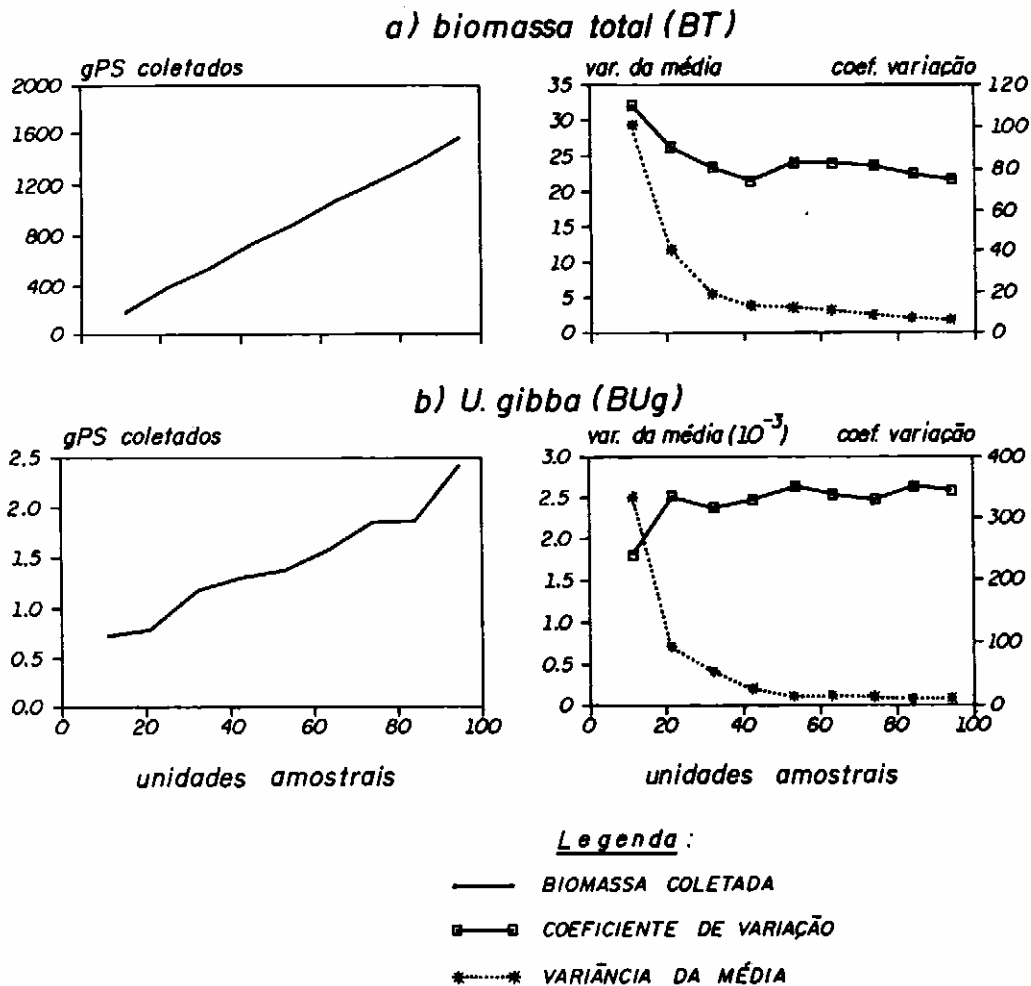 a) biomassa total (BT)
gPS coletados
2000
1600
1200
800
400
0
var. da média coef. variação
35
30
25
20
15
10
5
0
120
100
80
60
40
20
0
b) U. gibba (BUg)
gPS coletados
2.5
2.0
1.5
1.0
0.5
0.0
0 20 40 60 80 100
unidades amostrais
var. da média (10⁻³) coef. variação
3.0
2.5
2.0
1.5
1.0
0.5
0
400
300
200
100
0
0 20 40 60 80 100
unidades amostrais
Legenda :
BIOMASSA COLETADA
COEFICIENTE DE VARIAÇÃO
VARIÂNCIA DA MÉDIA